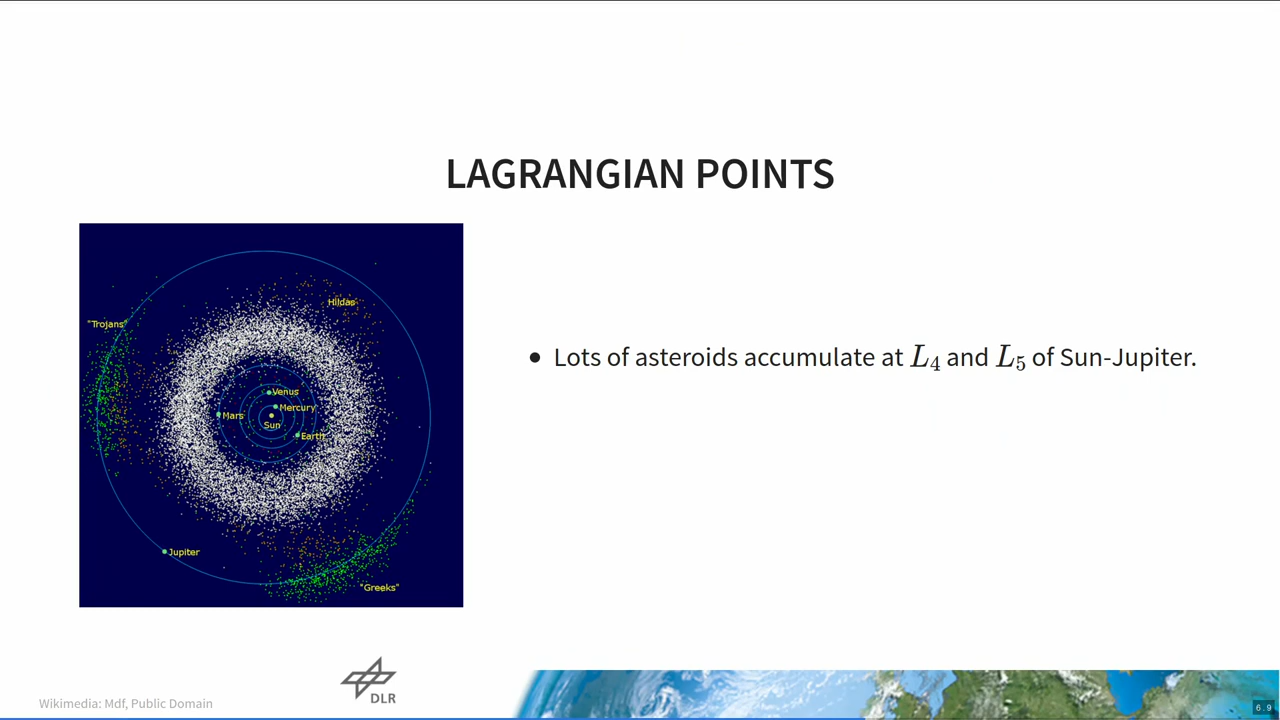 LAGRANGIAN POINTS
Hildas
"Trojans"
Venus
Mercury
Mars
Sun
Earth
Jupiter
"Greeks"
• Lots of asteroids accumulate at L₄ and L₅ of Sun-Jupiter.
DLR
Wikimedia: Mdf, Public Domain
6.9